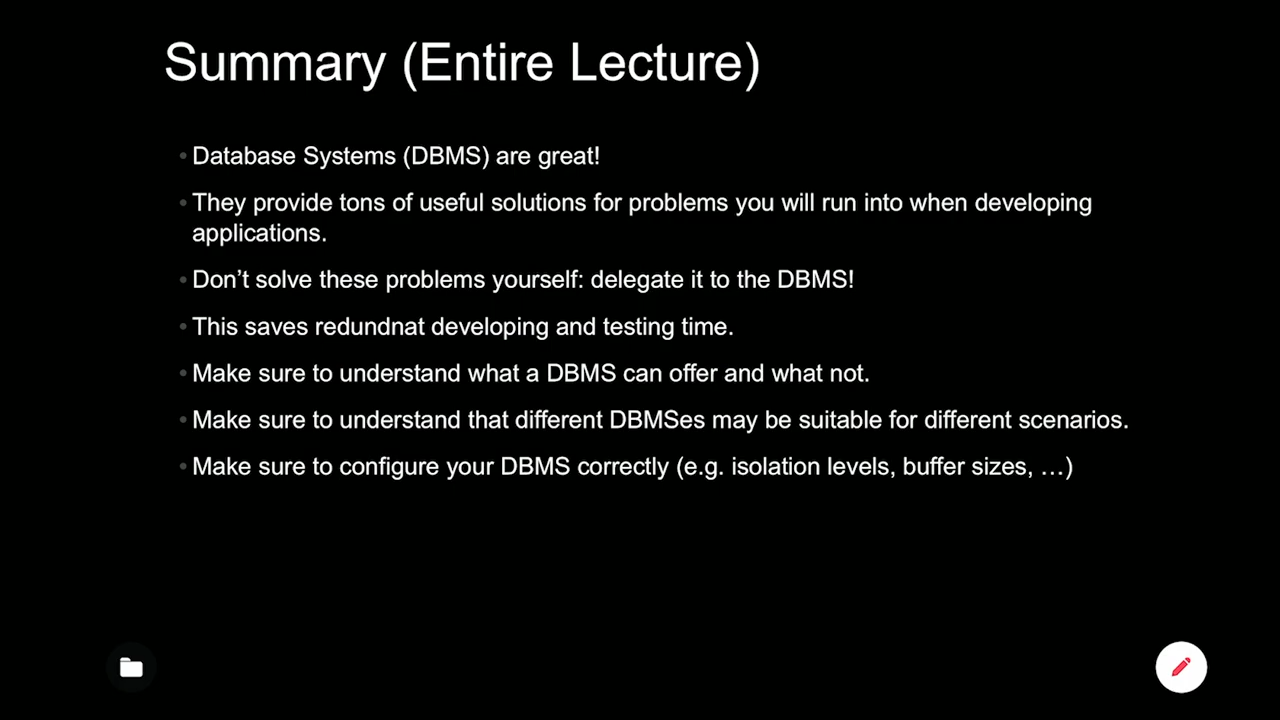 Summary (Entire Lecture)
• Database Systems (DBMS) are great!
• They provide tons of useful solutions for problems you will run into when developing
applications.
• Don’t solve these problems yourself: delegate it to the DBMS!
• This saves redundnat developing and testing time.
• Make sure to understand what a DBMS can offer and what not.
• Make sure to understand that different DBMSes may be suitable for different scenarios.
• Make sure to configure your DBMS correctly (e.g. isolation levels, buffer sizes, …)